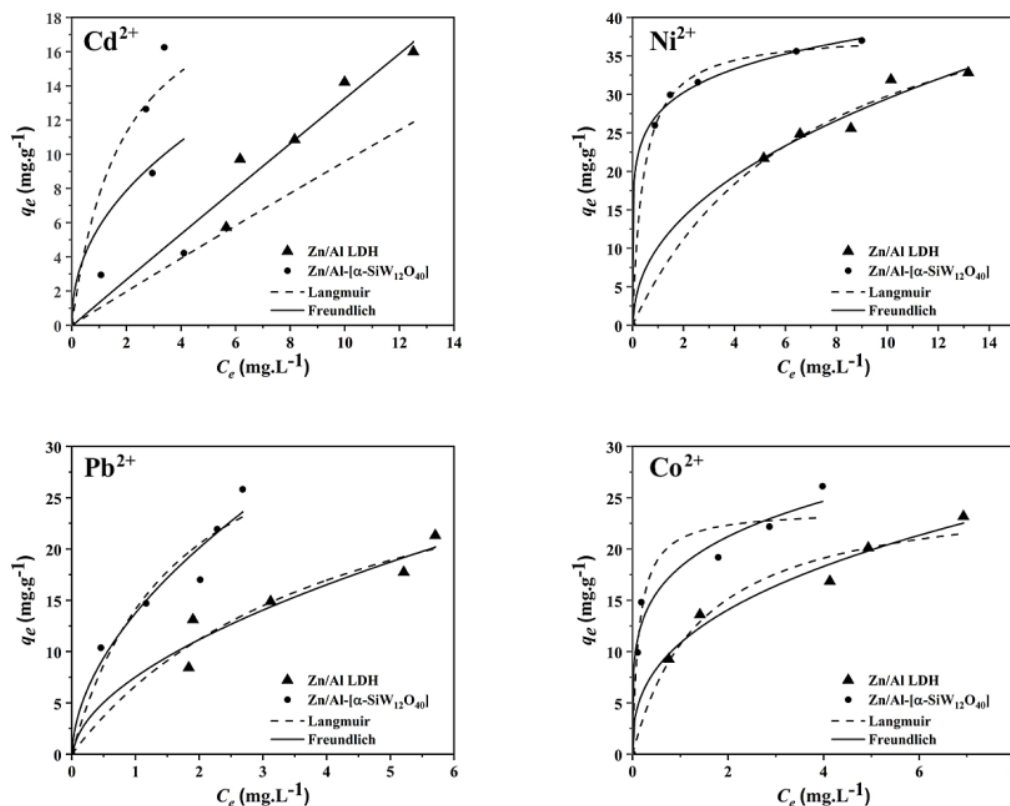 Cd²⁺
18
16
14
12
10
8
6
4
2
0
qₑ (mg.g⁻¹)
▲ Zn/Al LDH
● Zn/Al-[α-SiW₁₂O₄₀]
Langmuir
Freundlich
0 2 4 6 8 10 12 14
Cₑ (mg.L⁻¹)
Ni²⁺
40
35
30
25
20
15
10
5
0
qₑ (mg.g⁻¹)
▲ Zn/Al LDH
● Zn/Al-[α-SiW₁₂O₄₀]
Langmuir
Freundlich
0 2 4 6 8 10 12 14
Cₑ (mg.L⁻¹)
Pb²⁺
30
25
20
15
10
5
0
qₑ (mg.g⁻¹)
▲ Zn/Al LDH
● Zn/Al-[α-SiW₁₂O₄₀]
Langmuir
Freundlich
0 1 2 3 4 5 6
Cₑ (mg.L⁻¹)
Co²⁺
30
25
20
15
10
5
0
qₑ (mg.g⁻¹)
▲ Zn/Al LDH
● Zn/Al-[α-SiW₁₂O₄₀]
Langmuir
Freundlich
0 2 4 6
Cₑ (mg.L⁻¹)